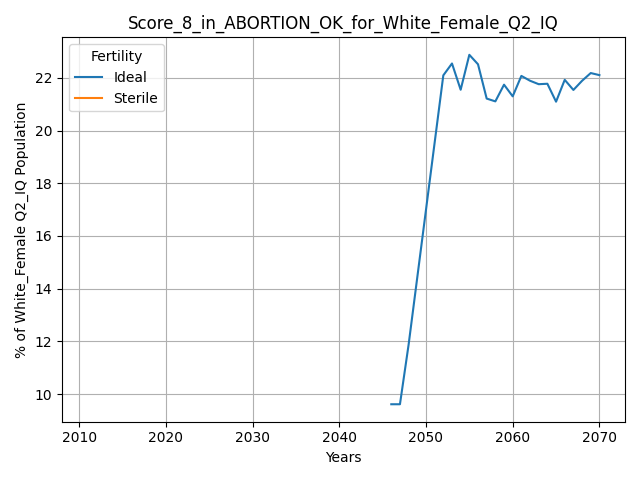 Score_8_in_ABORTION_OK_for_White_Female_Q2_IQ
Fertility
Ideal
Sterile
% of White_Female Q2_IQ Population
22
20
18
16
14
12
10
2010 2020 2030 2040 2050 2060 2070
Years